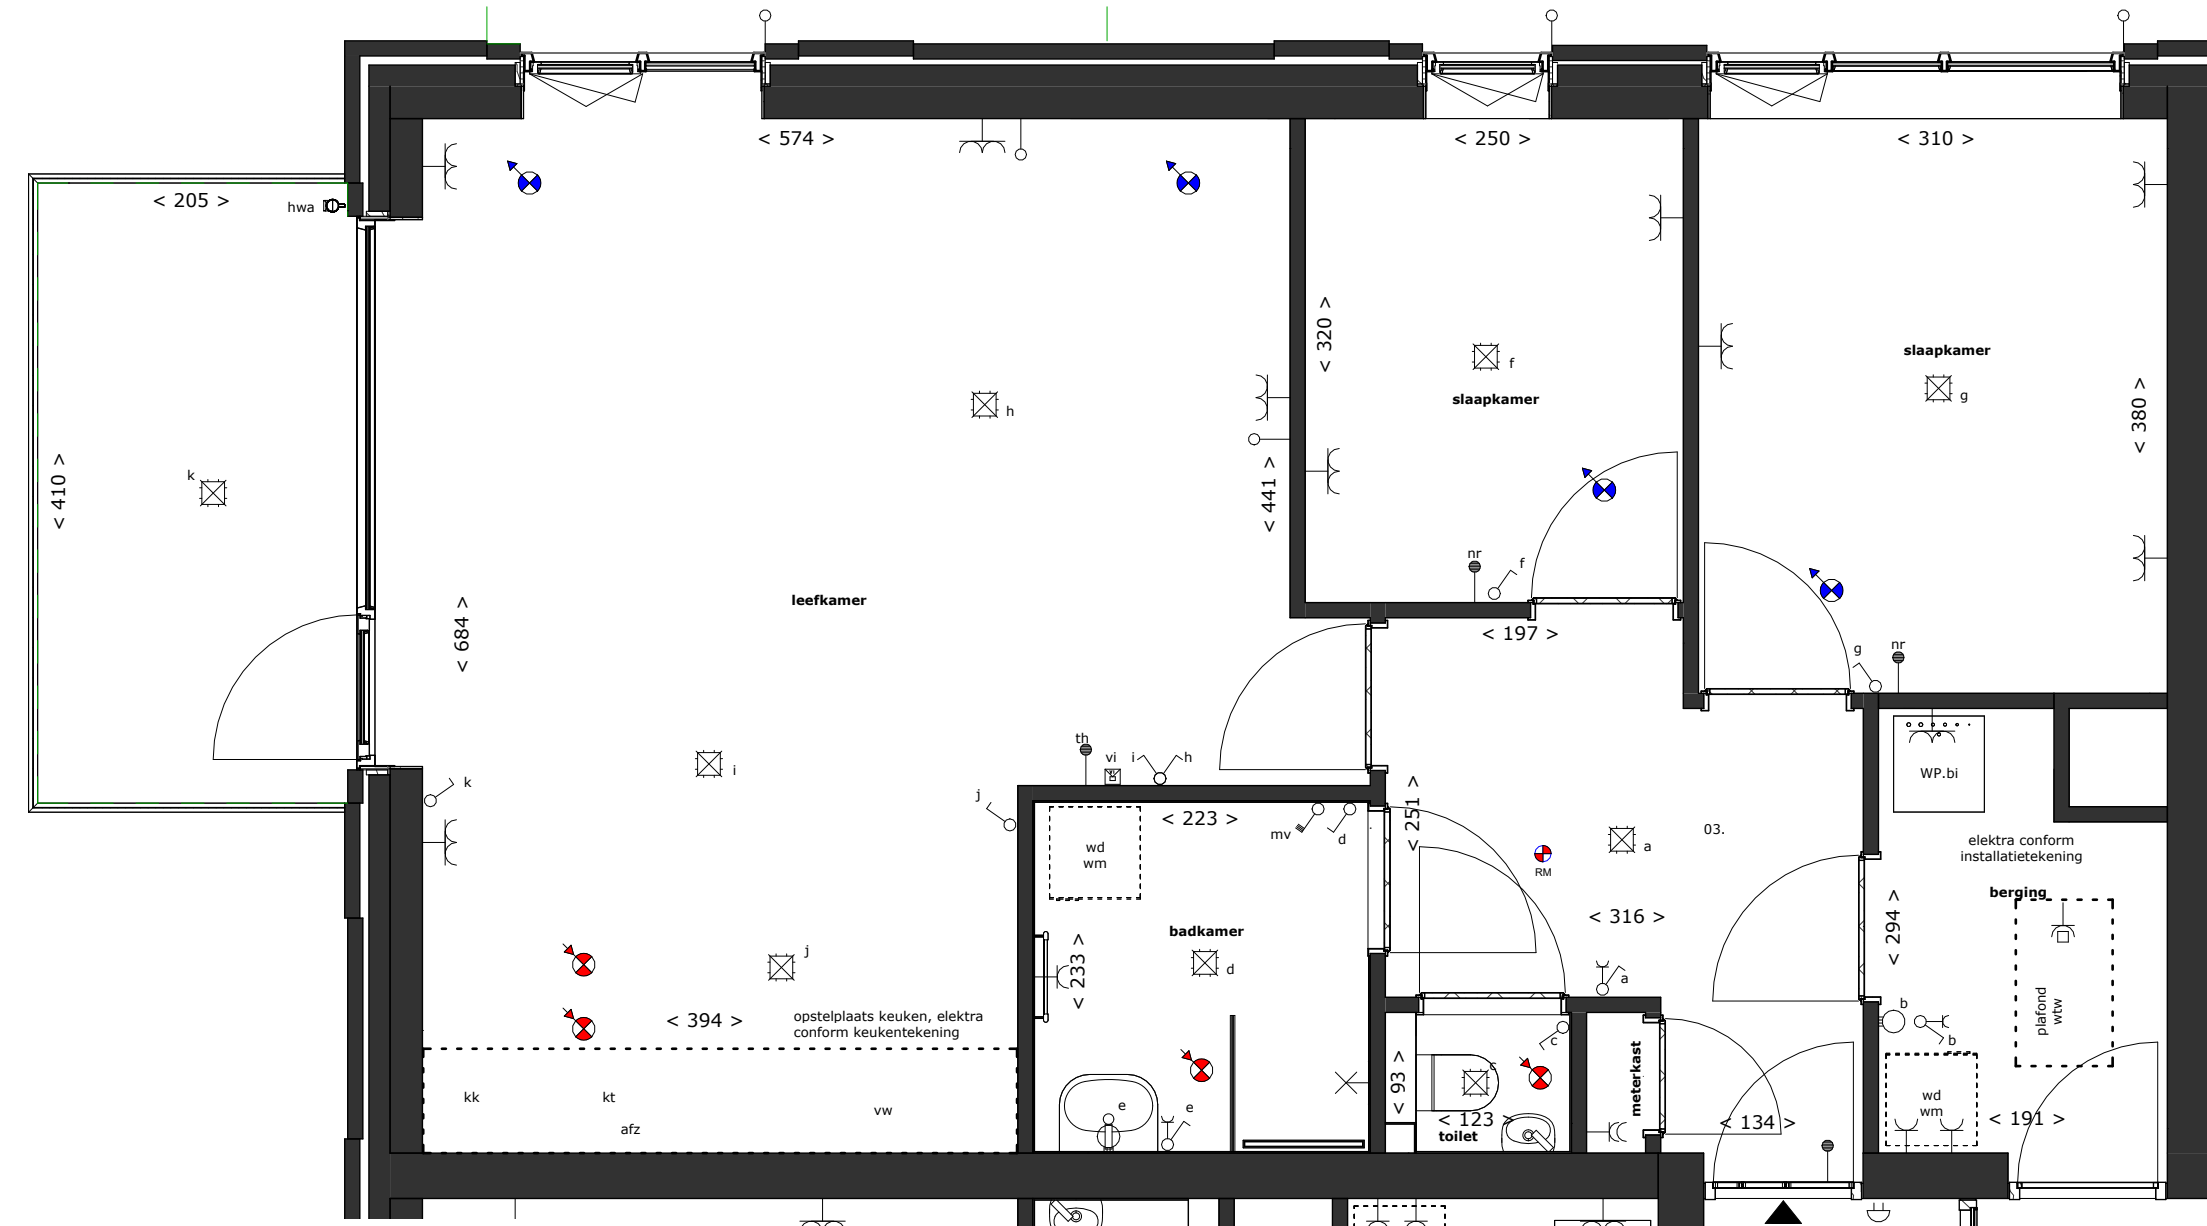 < 574 >
< 250 >
< 310 >
< 205 >
hwa
< 320 >
slaapkamer
f
slaapkamer
g
< 380 >
h
k
< 410 >
< 441 >
nr
f
leefkamer
< 684 >
< 197 >
g
nr
th
vi
i
h
i
k
j
< 223 >
mv
d
wd
wm
< 251 >
03.
a
RM
WP.bi
elektra conform
installatietekening
berging
< 294 >
< 316 >
badkamer
d
< 233 >
j
a
< 394 >
opstelplaats keuken, elektra
conform keukentekening
b
b
plafond
wtw
c
c
< 93 >
< 123 >
toilet
meterkast
< 134 >
wd
wm
< 191 >
kk
kt
vw
afz
e
e